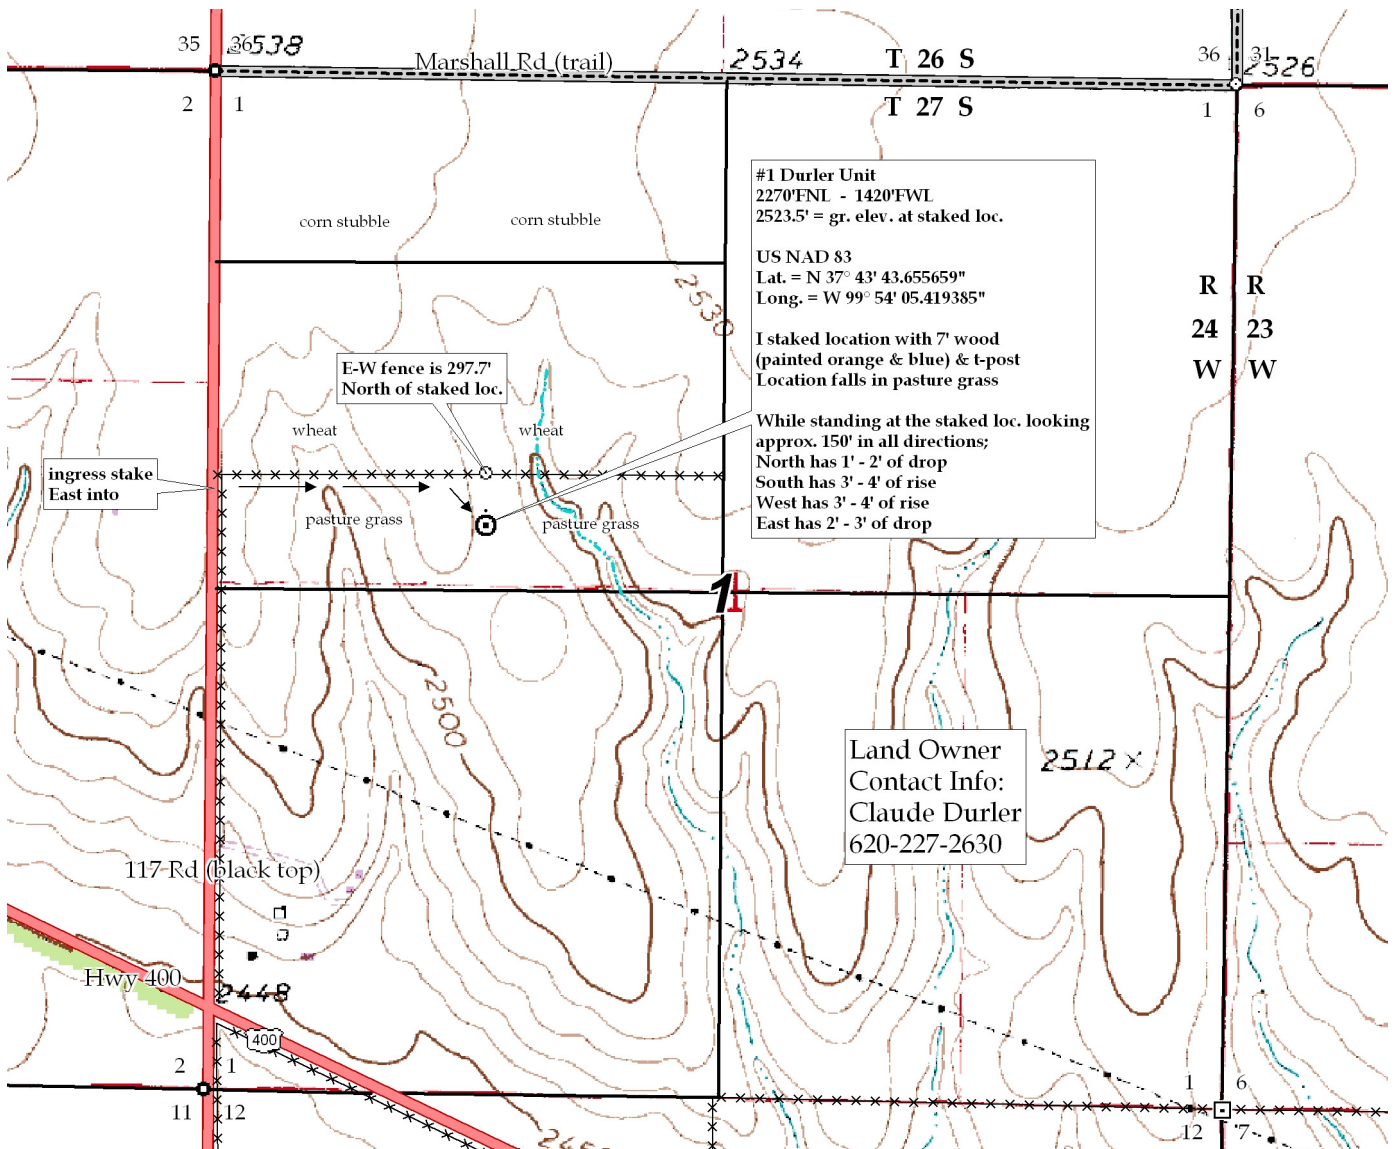 35
36
2538
Marshall Rd (trail)
2534
T 26 S
36
31
2526
2
1
T 27 S
1
6
#1 Durler Unit
2270'FNL - 1420'FWL
2523.5' = gr. elev. at staked loc.
US NAD 83
Lat. = N 37° 43' 43.655659"
Long. = W 99° 54' 05.419385"
I staked location with 7' wood
(painted orange & blue) & t-post
Location falls in pasture grass
While standing at the staked loc. looking
approx. 150' in all directions;
North has 1' - 2' of drop
South has 3' - 4' of rise
West has 3' - 4' of rise
East has 2' - 3' of drop
corn stubble
corn stubble
2530
R R
24 23
W W
E-W fence is 297.7'
North of staked loc.
wheat
wheat
ingress stake
East into
pasture grass
pasture grass
1
1
2500
Land Owner
Contact Info:
Claude Durler
620-227-2630
2512
117 Rd (black top)
Hwy 400
2448
400
2
1
1
6
11
12
12
7